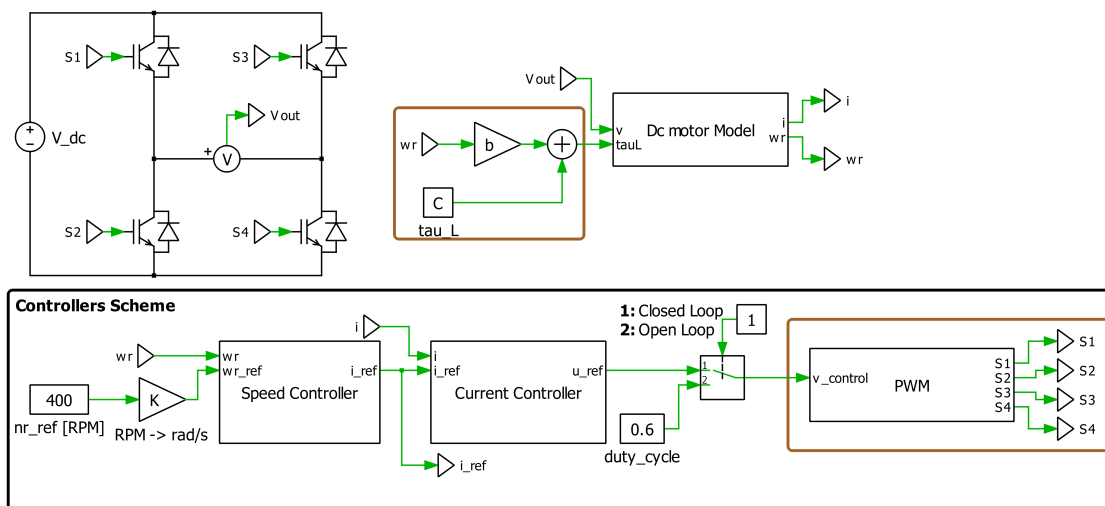 S1
S3
V_dc
+
−
Vout
+
V
S2
S4
Vout
wr
b
+
C
tau_L
v
tauL
Dc motor Model
i
wr
i
wr
Controllers Scheme
1: Closed Loop
2: Open Loop
1
i
wr
wr
wr_ref
i_ref
Speed Controller
400
nr_ref [RPM]
K
RPM -> rad/s
i
i_ref
u_ref
Current Controller
i_ref
1
2
0.6
duty_cycle
v_control
PWM
S1
S2
S3
S4
S1
S2
S3
S4